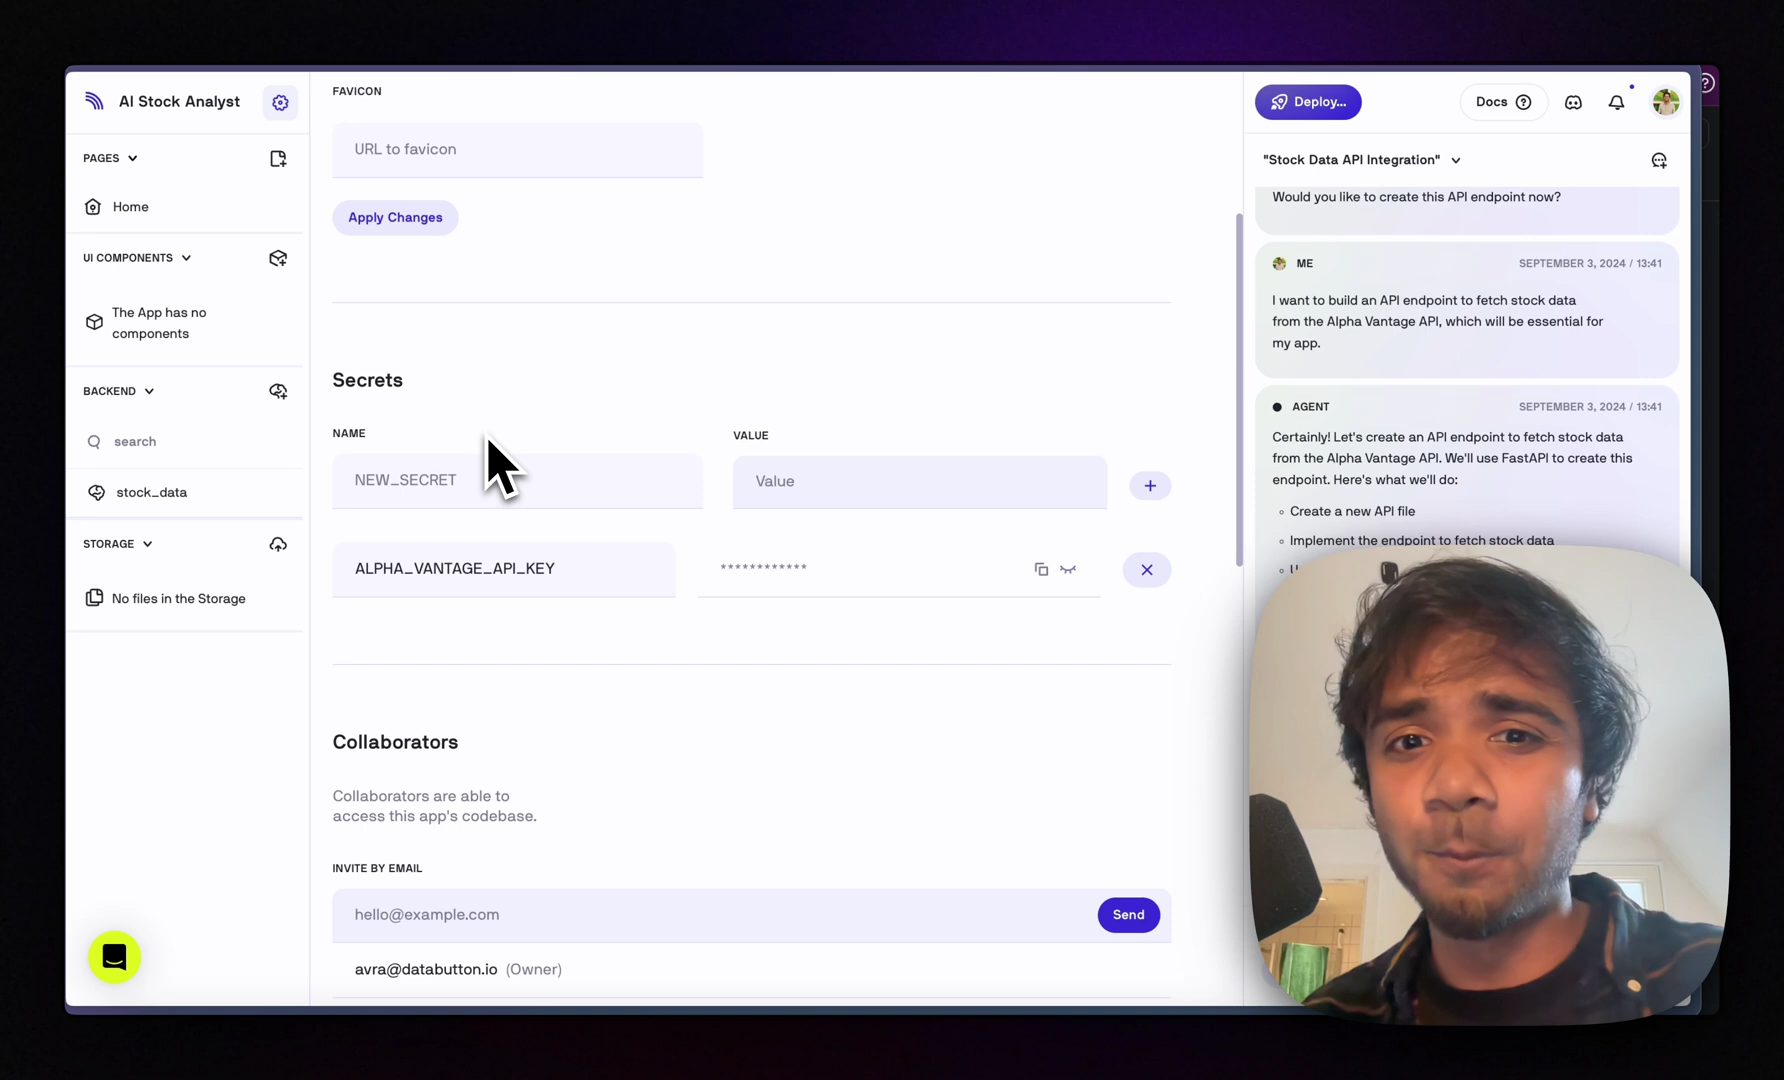 AI Stock Analyst
PAGES
Home
UI COMPONENTS
The App has no
components
BACKEND
search
stock_data
STORAGE
No files in the Storage
FAVICON
URL to favicon
Apply Changes
Secrets
NAME
VALUE
NEW_SECRET
Value
+
ALPHA_VANTAGE_API_KEY
************
Collaborators
Collaborators are able to
access this app's codebase.
INVITE BY EMAIL
hello@example.com
Send
avra@databutton.io (Owner)
Deploy...
Docs ?
"Stock Data API Integration"
Would you like to create this API endpoint now?
ME SEPTEMBER 3, 2024 / 13:41
I want to build an API endpoint to fetch stock data
from the Alpha Vantage API, which will be essential for
my app.
AGENT SEPTEMBER 3, 2024 / 13:41
Certainly! Let's create an API endpoint to fetch stock data
from the Alpha Vantage API. We'll use FastAPI to create this
endpoint. Here's what we'll do:
Create a new API file
Implement the endpoint to fetch stock data